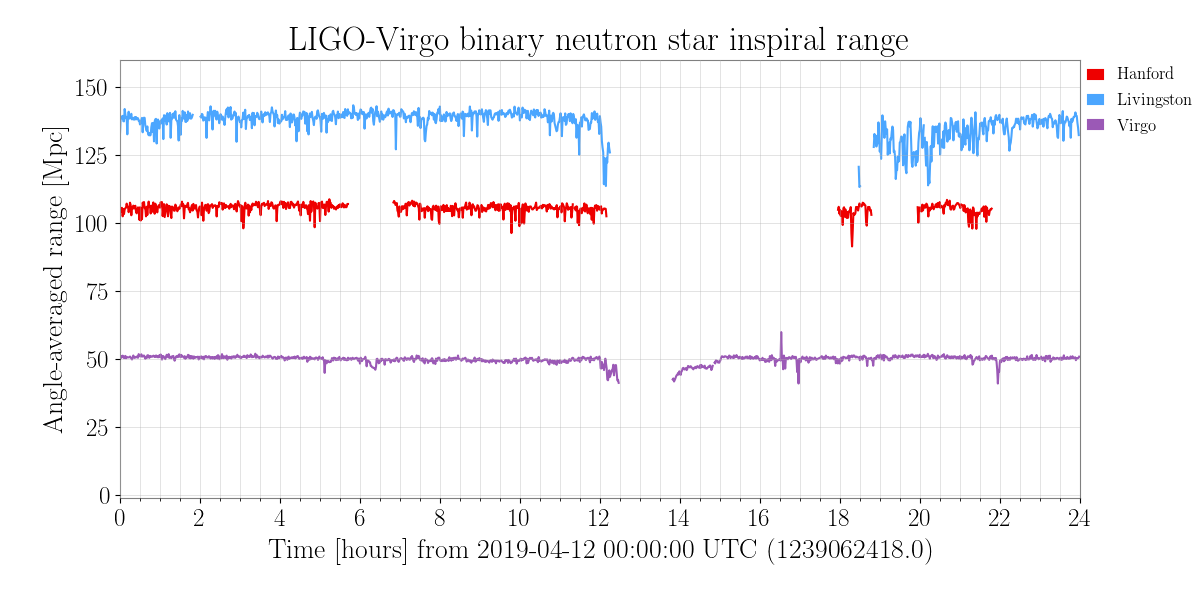 LIGO-Virgo binary neutron star inspiral range
Angle-averaged range [Mpc]
150
125
100
75
50
25
0
0 2 4 6 8 10 12 14 16 18 20 22 24
Time [hours] from 2019-04-12 00:00:00 UTC (1239062418.0)
Hanford
Livingston
Virgo